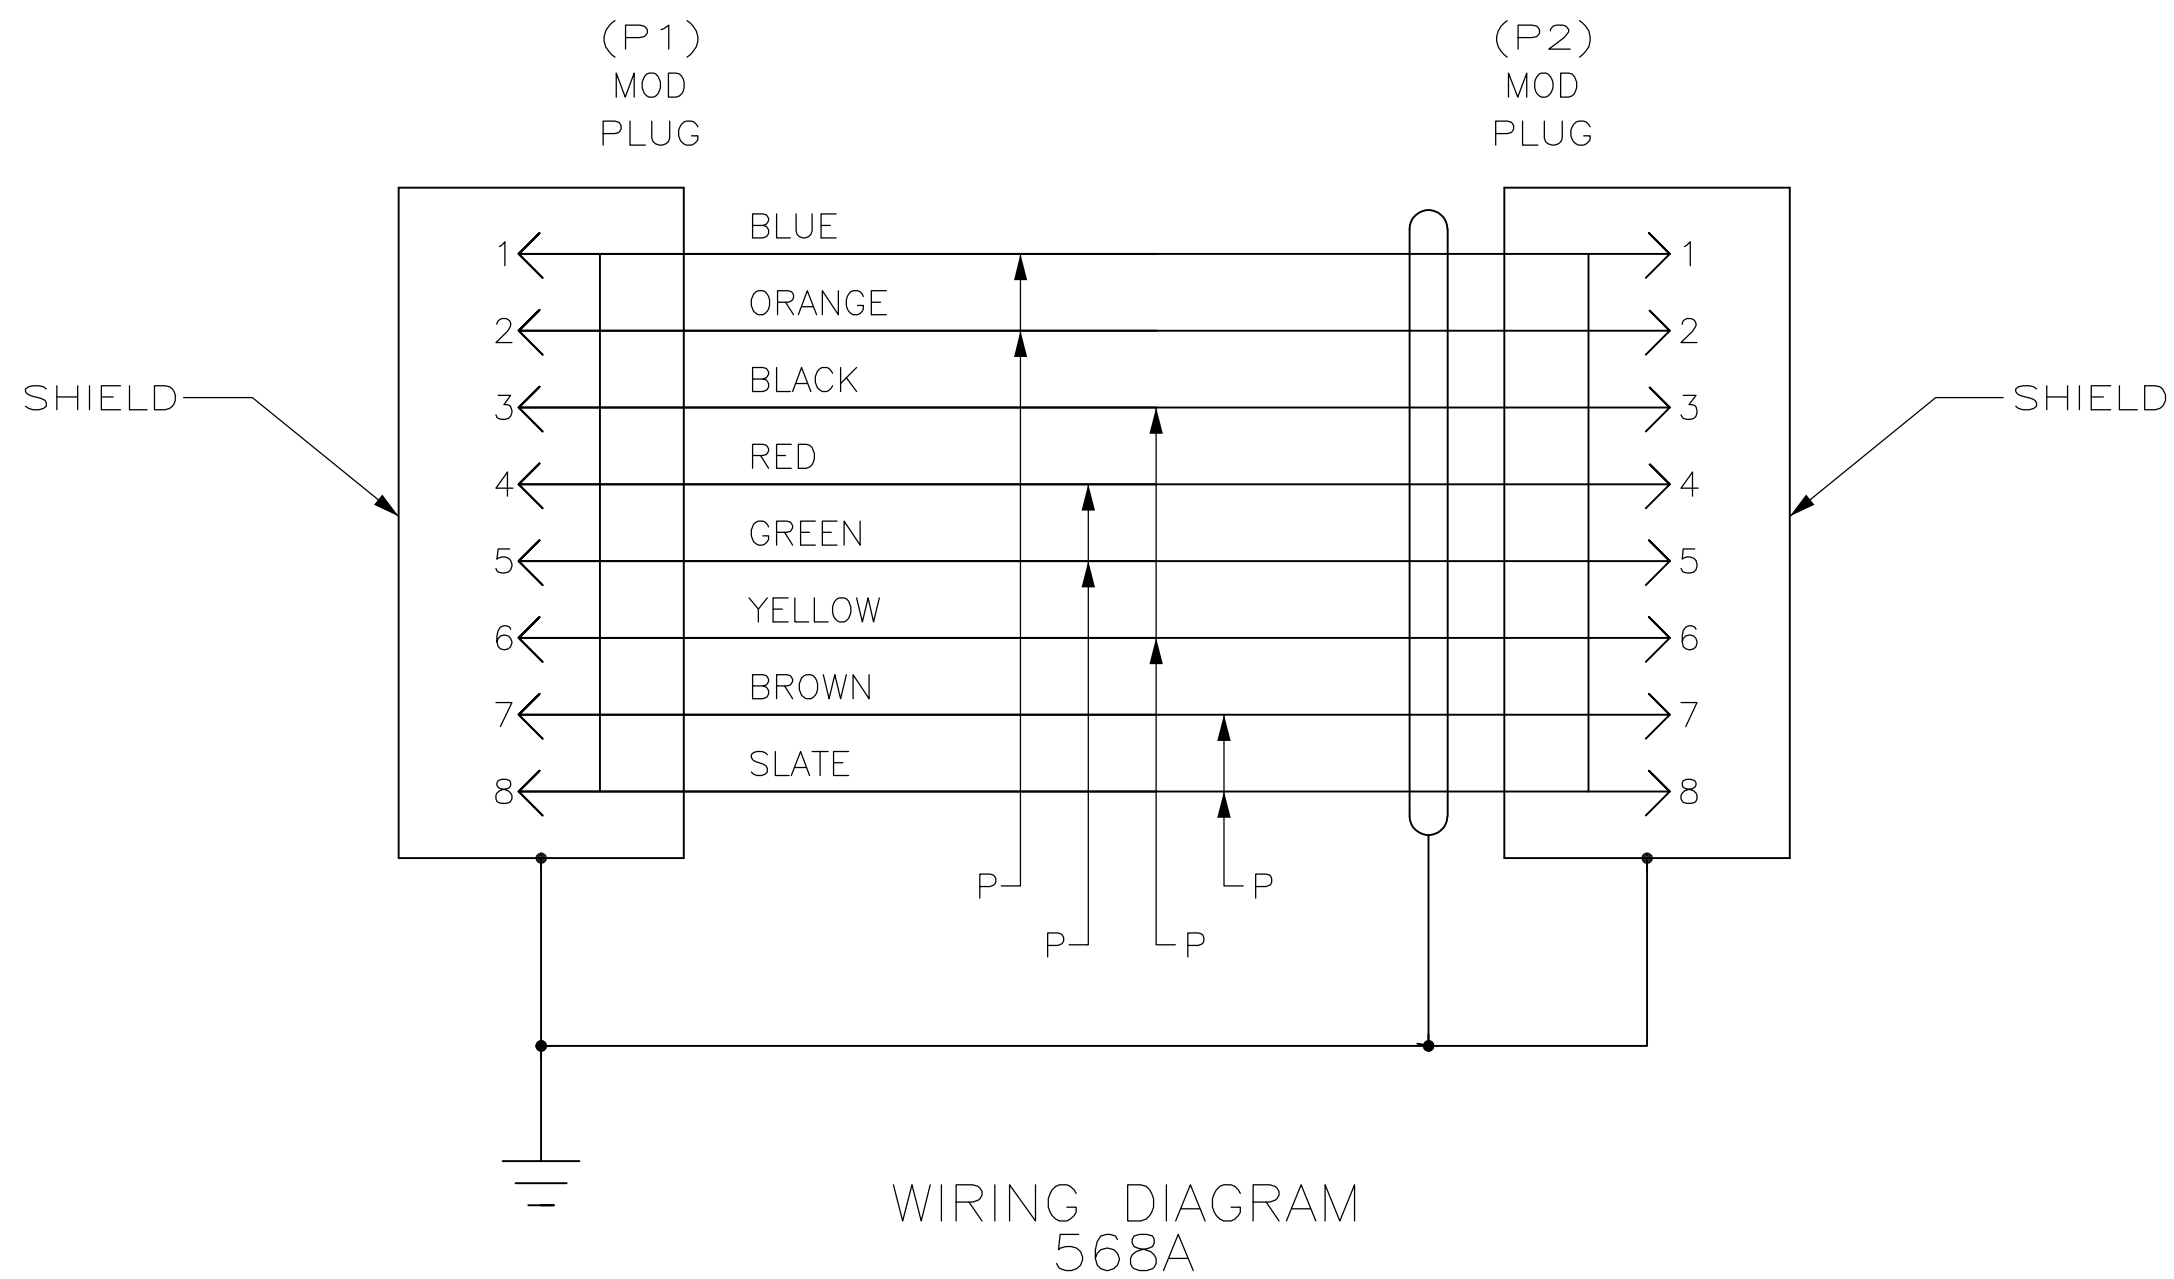 (P1)
MOD
PLUG
(P2)
MOD
PLUG
BLUE
1 1
ORANGE
2 2
BLACK
SHIELD 3 3 SHIELD
RED
4 4
GREEN
5 5
YELLOW
6 6
BROWN
7 7
SLATE
8 8
P P
P P
WIRING DIAGRAM
568A